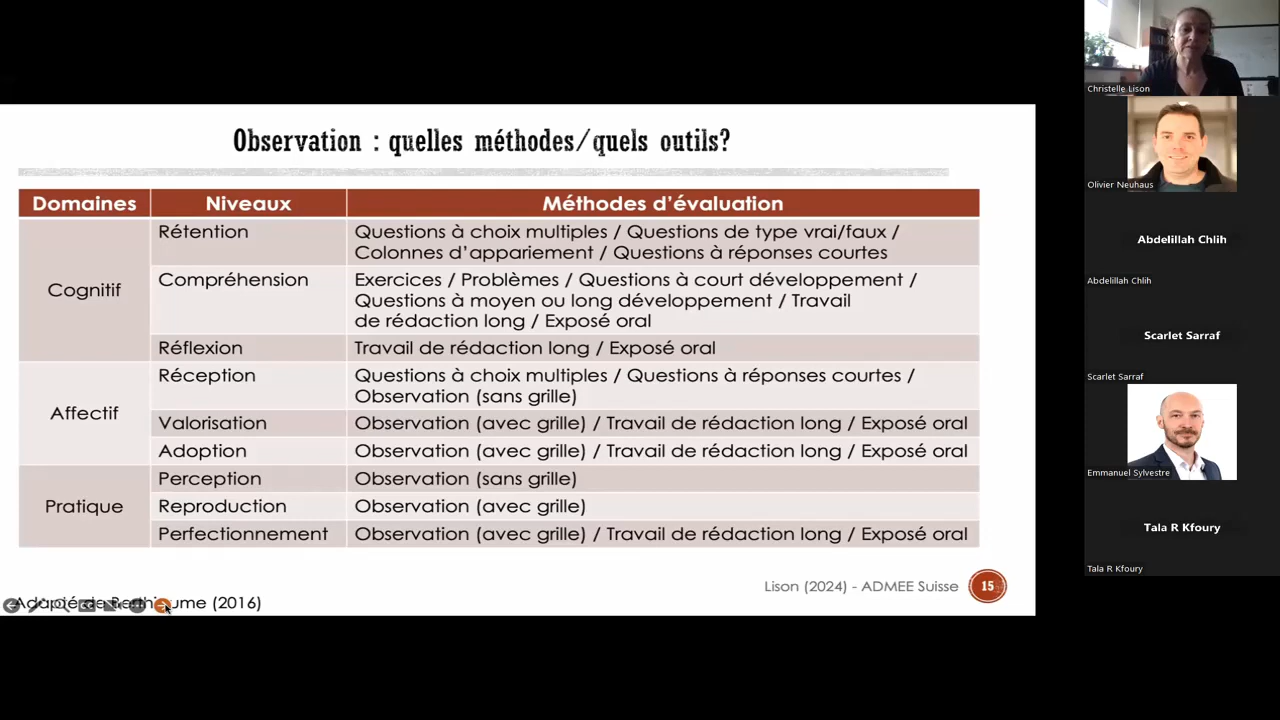 Observation : quelles méthodes/quels outils?
Domaines
Niveaux
Méthodes d'évaluation
Cognitif
Rétention
Questions à choix multiples / Questions de type vrai/faux /
Colonnes d'appariement / Questions à réponses courtes
Compréhension
Exercices / Problèmes / Questions à court développement /
Questions à moyen ou long développement / Travail
de rédaction long / Exposé oral
Réflexion
Travail de rédaction long / Exposé oral
Affectif
Réception
Questions à choix multiples / Questions à réponses courtes /
Observation (sans grille)
Valorisation
Observation (avec grille) / Travail de rédaction long / Exposé oral
Adoption
Observation (avec grille) / Travail de rédaction long / Exposé oral
Pratique
Perception
Observation (sans grille)
Reproduction
Observation (avec grille)
Perfectionnement
Observation (avec grille) / Travail de rédaction long / Exposé oral
Lison (2024) - ADMEE Suisse
15
Adapté de (2016)
Christelle Lison
Olivier Neuhaus
Abdelillah Chlih
Abdelillah Chlih
Scarlet Sarraf
Scarlet Sarraf
Emmanuel Sylvestre
Tala R Kfoury
Tala R Kfoury